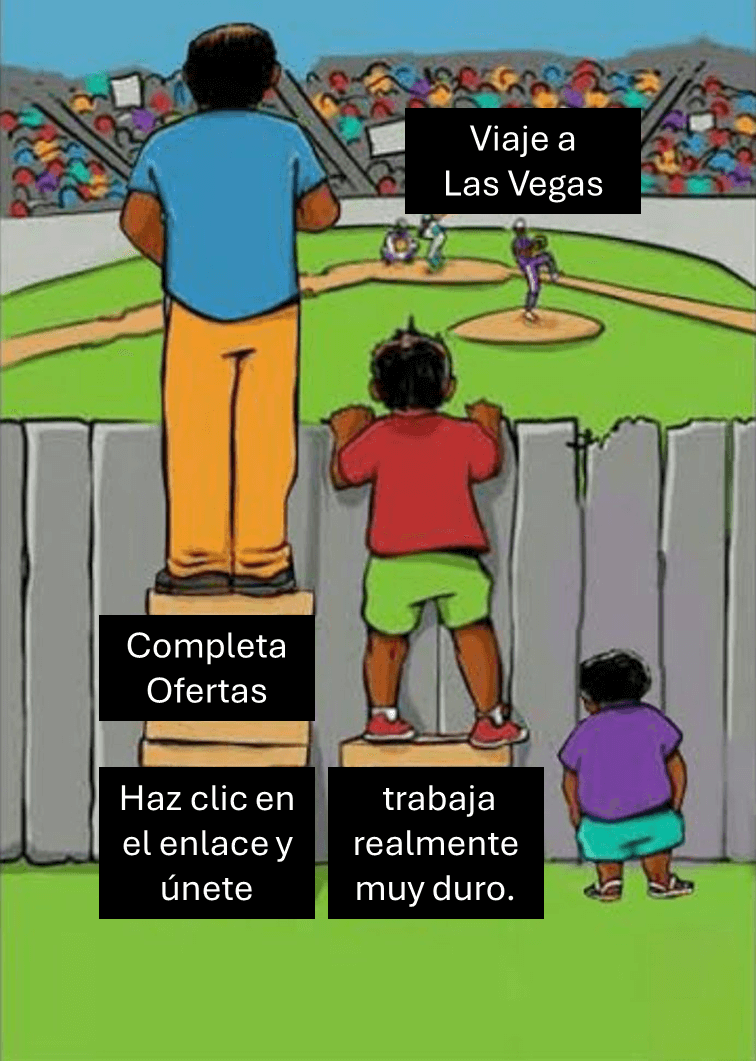 Viaje a
Las Vegas
Completa
Ofertas
Haz clic en
el enlace y
únete
trabaja
realmente
muy duro.